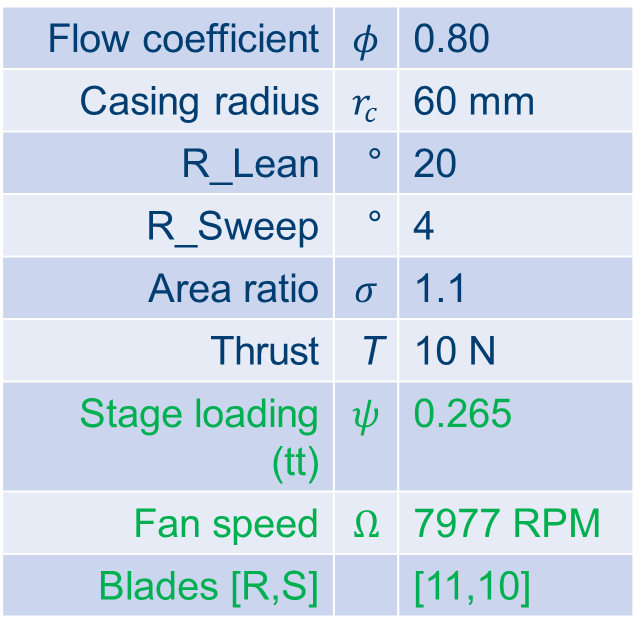 Flow coefficient ϕ 0.80
Casing radius r_c 60 mm
R_Lean ° 20
R_Sweep ° 4
Area ratio σ 1.1
Thrust T 10 N
Stage loading ψ 0.265
(tt)
Fan speed Ω 7977 RPM
Blades [R,S] [11,10]